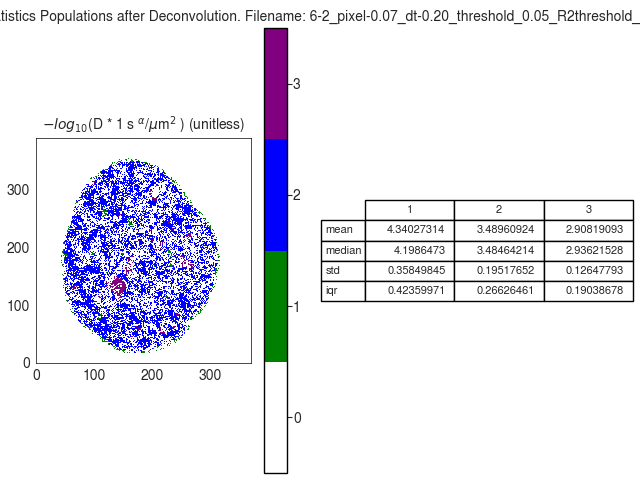 tistics Populations after Deconvolution. Filename: 6-2_pixel-0.07_dt-0.20_threshold_0.05_R2threshold_
−log10(D * 1 s α/μm2 ) (unitless)
300
200
100
0
0 100 200 300
3
2
1
0
1 2 3
mean 4.34027314 3.48960924 2.90819093
median 4.1986473 3.48464214 2.93621528
std 0.35849845 0.19517652 0.12647793
iqr 0.42359971 0.26626461 0.19038678